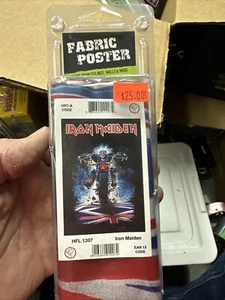 FABRIC
POSTER
UPC-A
CODE
$25.00
IRON MAIDEN
HFL 1207
Iron Maiden
EAN 13
CODE